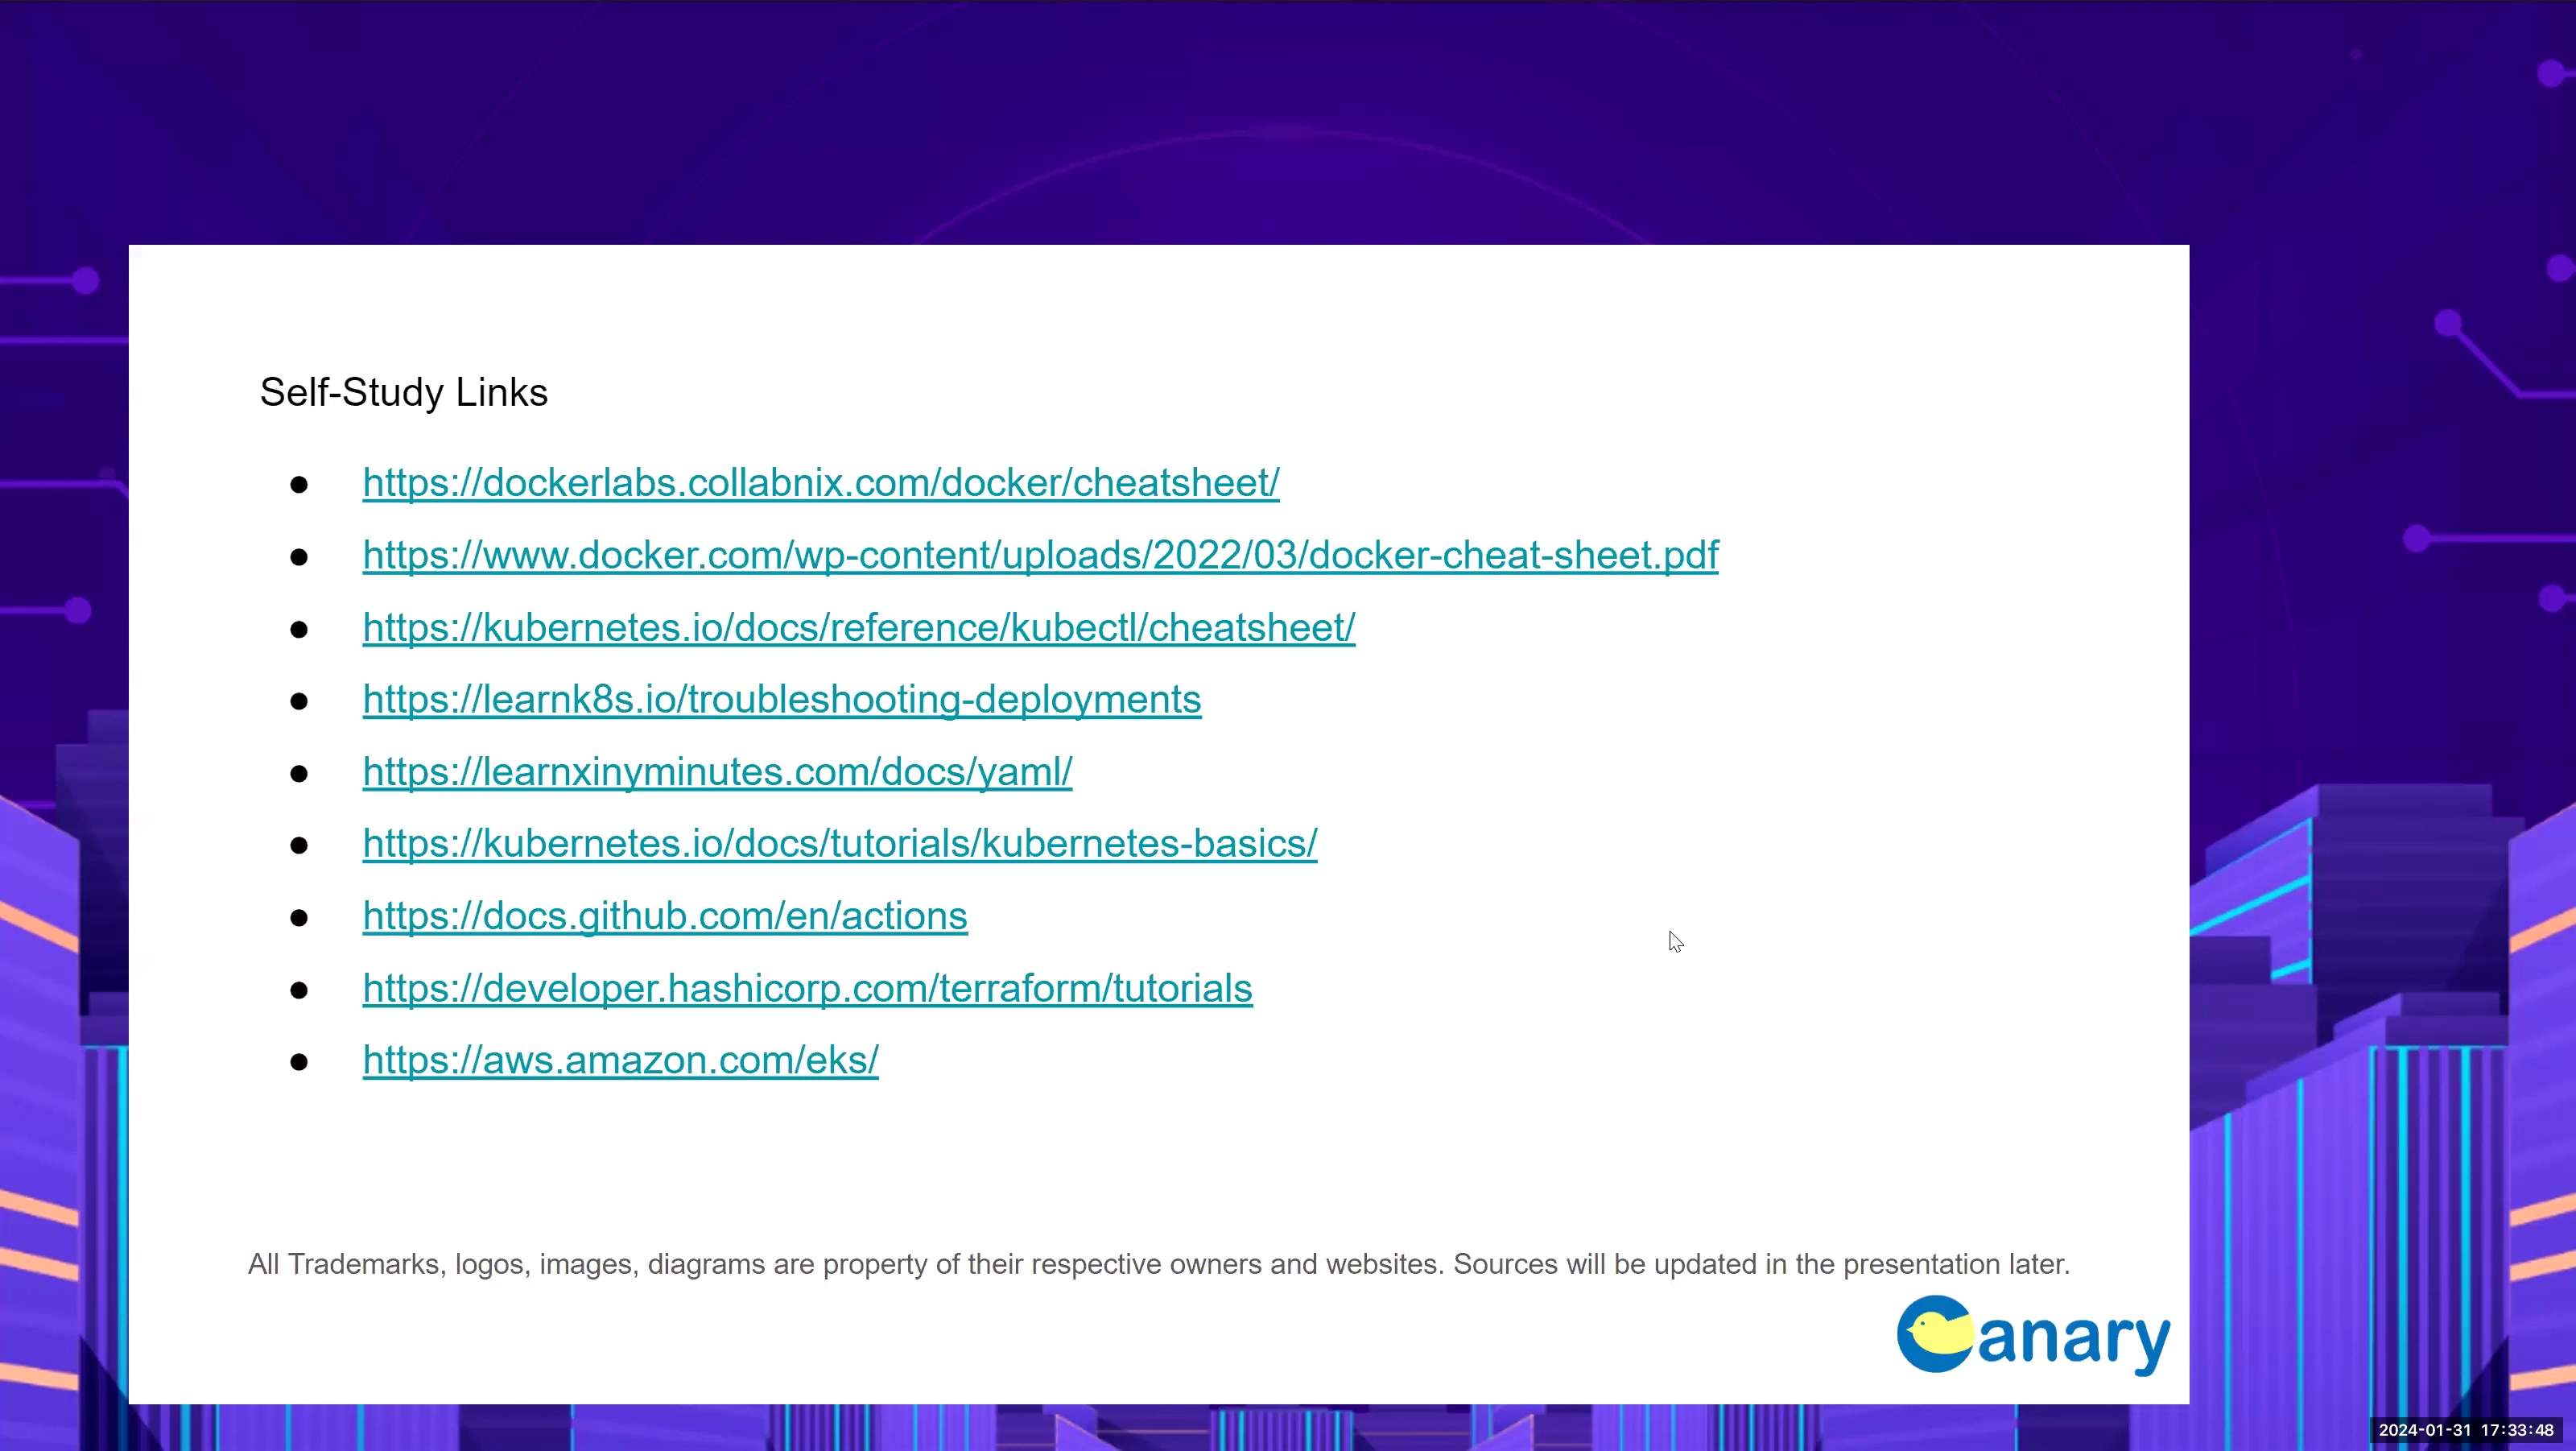 Self-Study Links
● https://dockerlabs.collabnix.com/docker/cheatsheet/
● https://www.docker.com/wp-content/uploads/2022/03/docker-cheat-sheet.pdf
● https://kubernetes.io/docs/reference/kubectl/cheatsheet/
● https://learnk8s.io/troubleshooting-deployments
● https://learnxinyminutes.com/docs/yaml/
● https://kubernetes.io/docs/tutorials/kubernetes-basics/
● https://docs.github.com/en/actions
● https://developer.hashicorp.com/terraform/tutorials
● https://aws.amazon.com/eks/
All Trademarks, logos, images, diagrams are property of their respective owners and websites. Sources will be updated in the presentation later.
Canary
2024-01-31 17:33:48